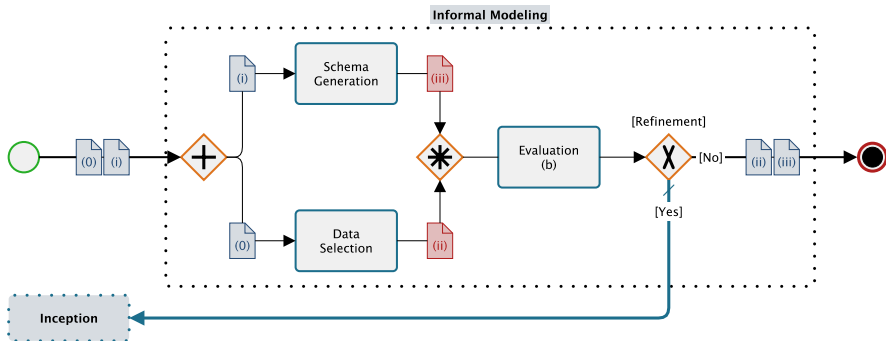 Informal Modeling
(i)
Schema
Generation
(iii)
[Refinement]
(0)
(i)
Evaluation
(b)
[No]
(ii)
(iii)
[Yes]
(0)
Data
Selection
(ii)
Inception